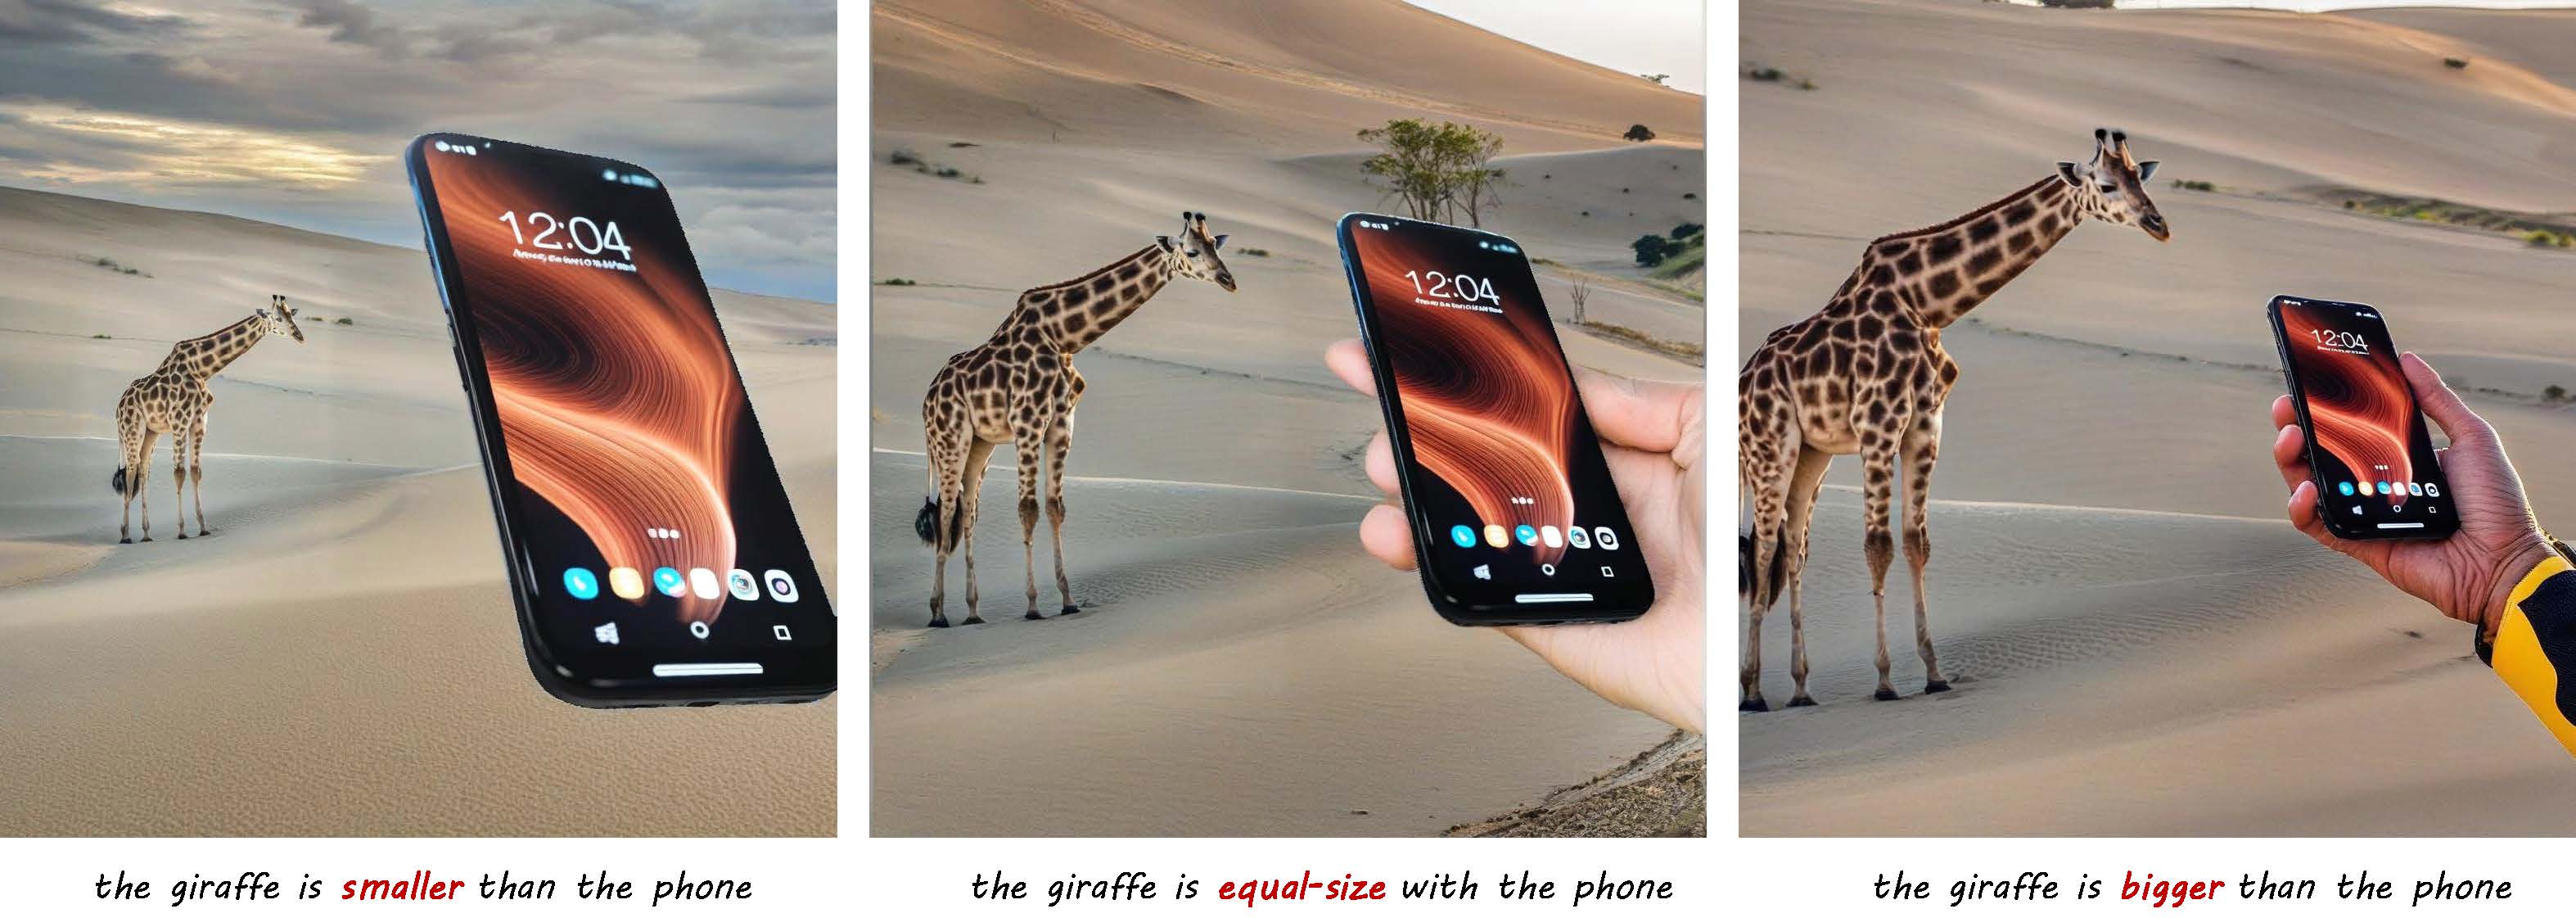 12:04
12:04
12:04
the giraffe is smaller than the phone
the giraffe is equal-size with the phone
the giraffe is bigger than the phone